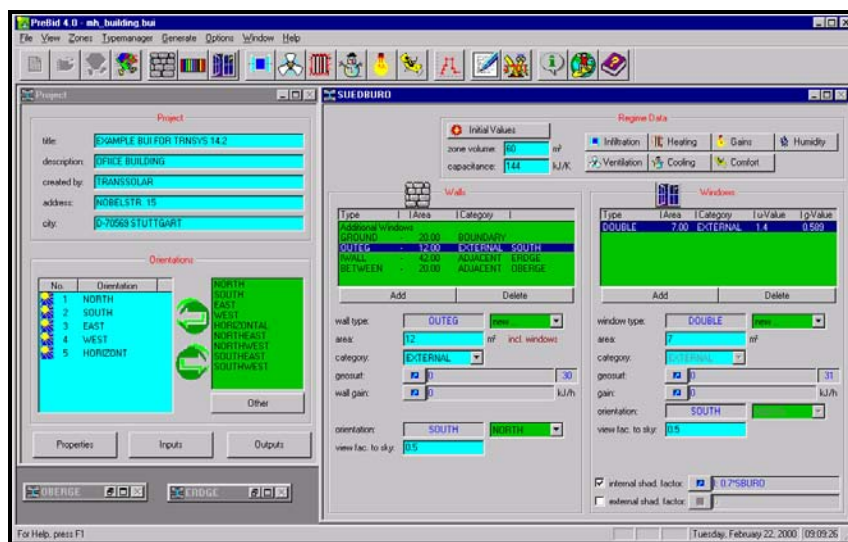 PreBid 4.0 - mh_building.bui
File View Zones Typemanager Generate Options Window Help
Project
Project
title: EXAMPLE BUI FOR TRNSYS 14.2
description: OFIICE BUILDING
created by: TRANSSOLAR
address: NOBELSTR. 15
city: D-70569 STUTTGART
Orientations
No. Orientation
1 NORTH
2 SOUTH
3 EAST
4 WEST
5 HORIZONT
NORTH
SOUTH
EAST
WEST
HORIZONTAL
NORTHEAST
NORTHWEST
SOUTHEAST
SOUTHWEST
Other
Properties Inputs Outputs
OBERGE
ERDGE
SUEDBURO
Initial Values
zone volume: 60 m³
capacitance: 144 kJ/K
Regime Data
Infiltration Heating Gains Humidity
Ventilation Cooling Comfort
Walls
Type Area Category
Additional Windows
GROUND - 20.00 BOUNDARY
OUTEG - 12.00 EXTERNAL SOUTH
IWALL - 42.00 ADJACENT ERDGE
BETWEEN - 20.00 ADJACENT OBERGE
Add Delete
wall type: OUTEG new ...
area: 12 m² incl. windows
category: EXTERNAL
geosurf: 0 30
wall gain: 0 kJ/h
orientation: SOUTH NORTH
view fac. to sky: 0.5
Windows
Type Area Category u-Value g-Value
DOUBLE 7.00 EXTERNAL 1.4 0.589
Add Delete
window type: DOUBLE new ...
area: 7 m²
category: EXTERNAL
geosurf: 0 31
gain: 0 kJ/h
orientation: SOUTH
view fac. to sky: 0.5
internal shad. factor: I: 0.7*SBURO
external shad. factor:
For Help, press F1
Tuesday, February 22, 2000 09:09:26